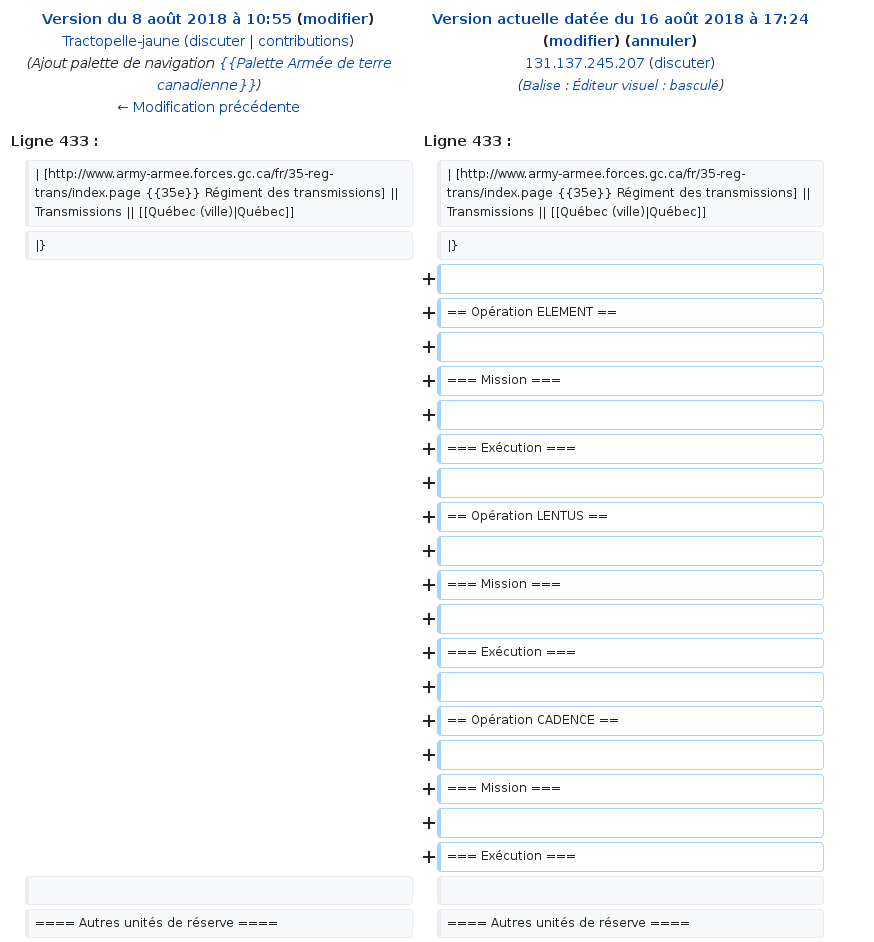 Version du 8 août 2018 à 10:55 (modifier)
Tractopelle-jaune (discuter | contributions)
(Ajout palette de navigation {{Palette Armée de terre
canadienne}})
← Modification précédente
Version actuelle datée du 16 août 2018 à 17:24
(modifier) (annuler)
131.137.245.207 (discuter)
(Balise : Éditeur visuel : basculé)
Ligne 433 :
Ligne 433 :
| [http://www.army-armee.forces.gc.ca/fr/35-reg-
trans/index.page {{35e}} Régiment des transmissions] ||
Transmissions || [[Québec (ville)|Québec]]
| [http://www.army-armee.forces.gc.ca/fr/35-reg-
trans/index.page {{35e}} Régiment des transmissions] ||
Transmissions || [[Québec (ville)|Québec]]
|}
|}
+
+ == Opération ELEMENT ==
+
+ === Mission ===
+
+ === Exécution ===
+
+ == Opération LENTUS ==
+
+ === Mission ===
+
+ === Exécution ===
+
+ == Opération CADENCE ==
+
+ === Mission ===
+
+ === Exécution ===
==== Autres unités de réserve ====
==== Autres unités de réserve ====